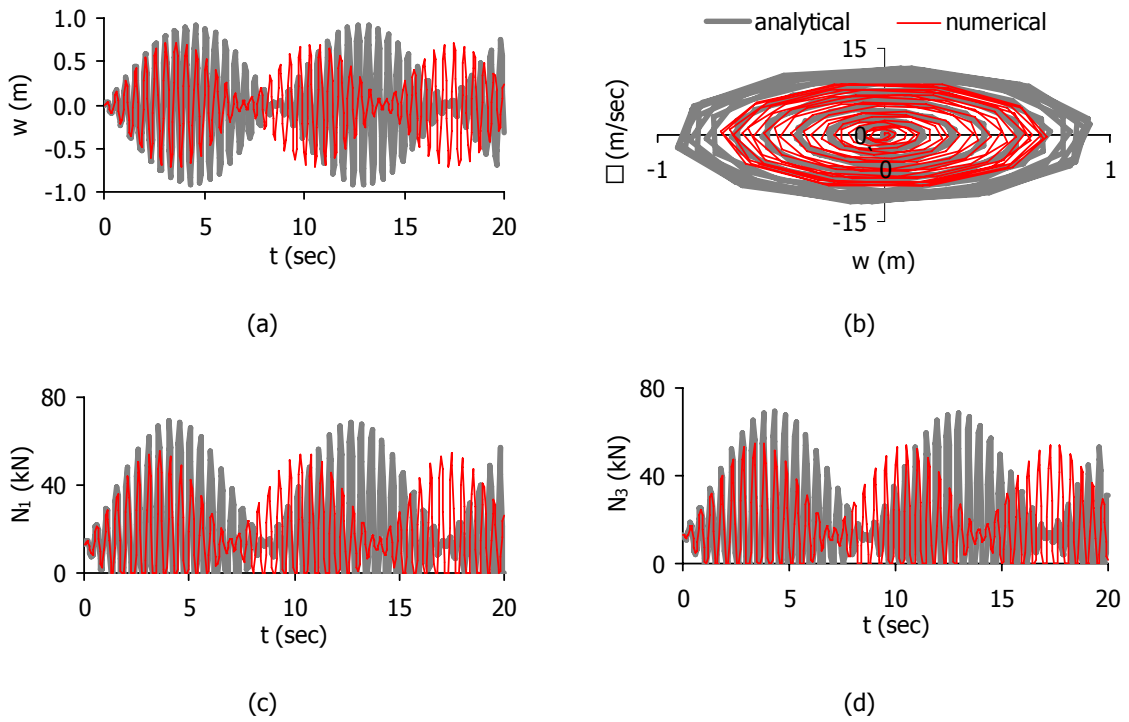 analytical numerical
1.0
0.5
0.0
-0.5
-1.0
w (m)
0 5 10 15 20
t (sec)
(a)
15
0
-15
□ (m/sec)
-1 0 1
w (m)
(b)
80
40
0
N₁ (kN)
0 5 10 15 20
t (sec)
(c)
80
40
0
N₃ (kN)
0 5 10 15 20
t (sec)
(d)